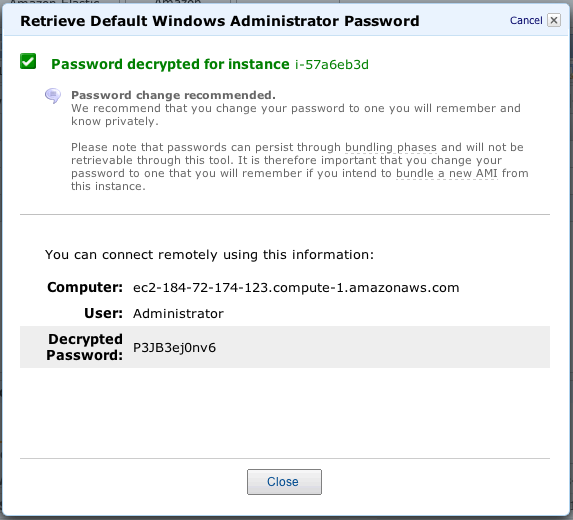 Amazon Elastic Amazon
Retrieve Default Windows Administrator Password Cancel
Password decrypted for instance i-57a6eb3d
Password change recommended.
We recommend that you change your password to one you will remember and
know privately.
Please note that passwords can persist through bundling phases and will not be
retrievable through this tool. It is therefore important that you change your
password to one that you will remember if you intend to bundle a new AMI from
this instance.
You can connect remotely using this information:
Computer: ec2-184-72-174-123.compute-1.amazonaws.com
User: Administrator
Decrypted
Password: P3JB3ej0nv6
Close